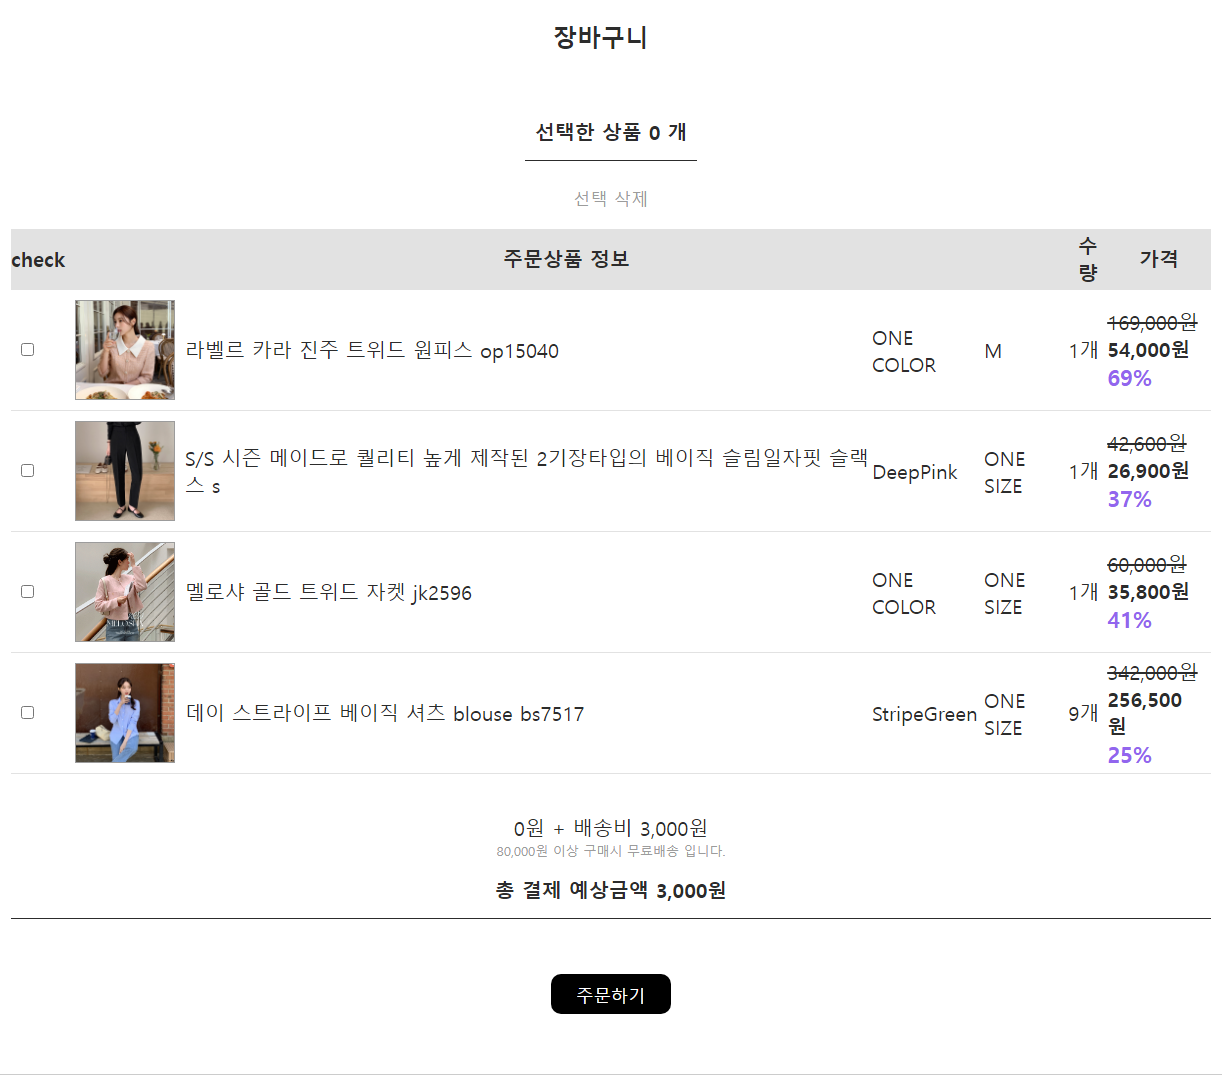 장바구니
선택한 상품 0 개
선택 삭제
check 주문상품 정보 수량 가격
라벨르 카라 진주 트위드 원피스 op15040 ONE COLOR M 1개 169,000원 54,000원 69%
S/S 시즌 메이드로 퀄리티 높게 제작된 2기장타입의 베이직 슬림일자핏 슬랙스 s DeepPink ONE SIZE 1개 42,600원 26,900원 37%
멜로샤 골드 트위드 자켓 jk2596 ONE COLOR ONE SIZE 1개 60,000원 35,800원 41%
데이 스트라이프 베이직 셔츠 blouse bs7517 StripeGreen ONE SIZE 9개 342,000원 256,500원 25%
0원 + 배송비 3,000원
80,000원 이상 구매시 무료배송 입니다.
총 결제 예상금액 3,000원
주문하기